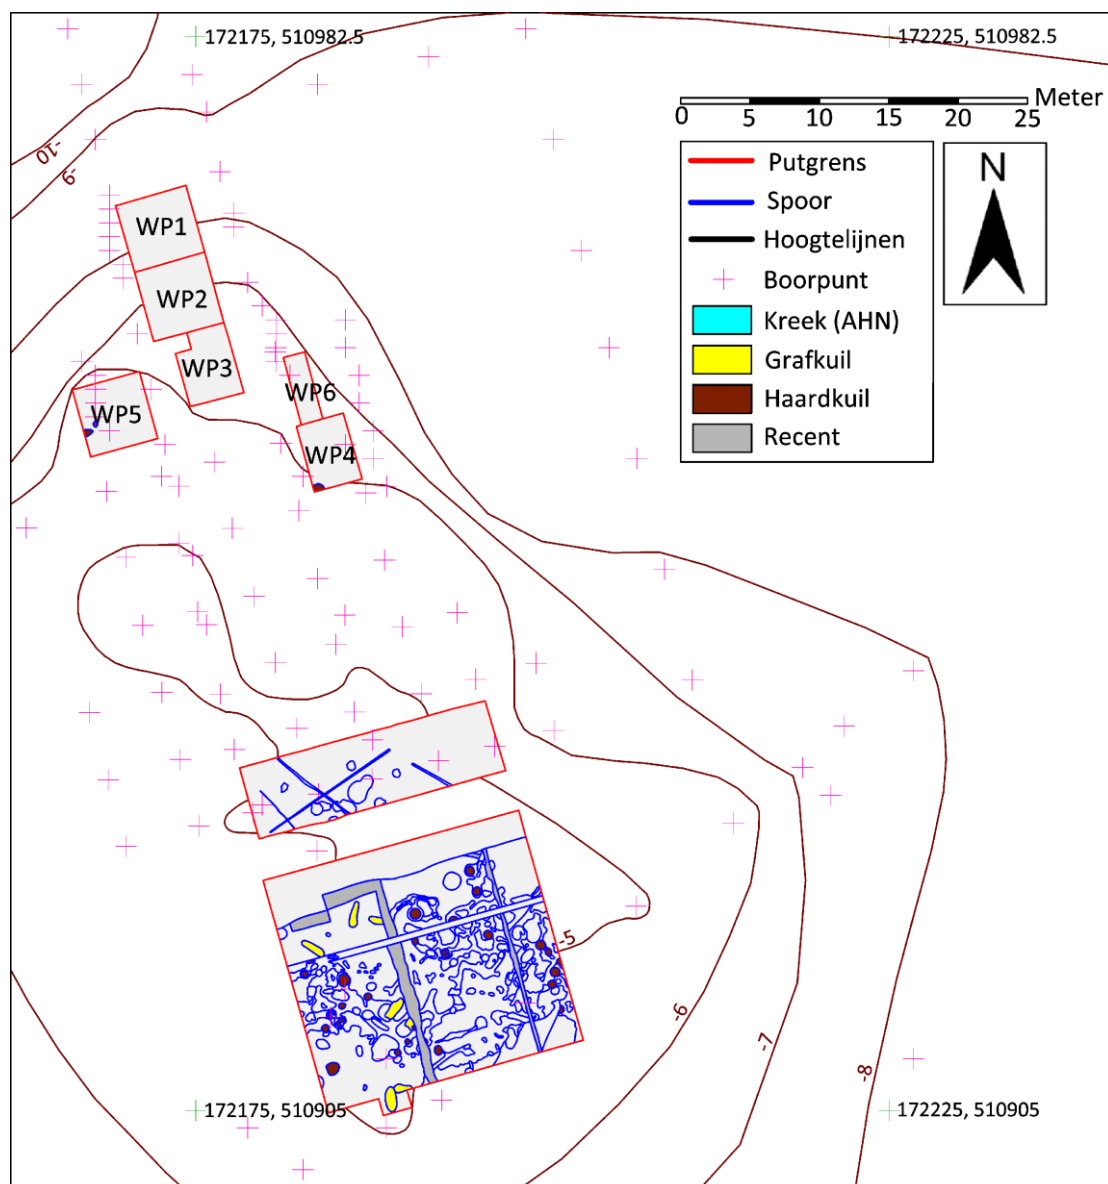 172175, 510982.5
172225, 510982.5
Meter
0 5 10 15 20 25
Putgrens
Spoor
Hoogtelijnen
Boorpunt
Kreek (AHN)
Grafkuil
Haardkuil
Recent
N
-10
-9
WP1
WP2
WP3
WP6
WP5
WP4
-5
-6
-7
-8
172175, 510905
172225, 510905